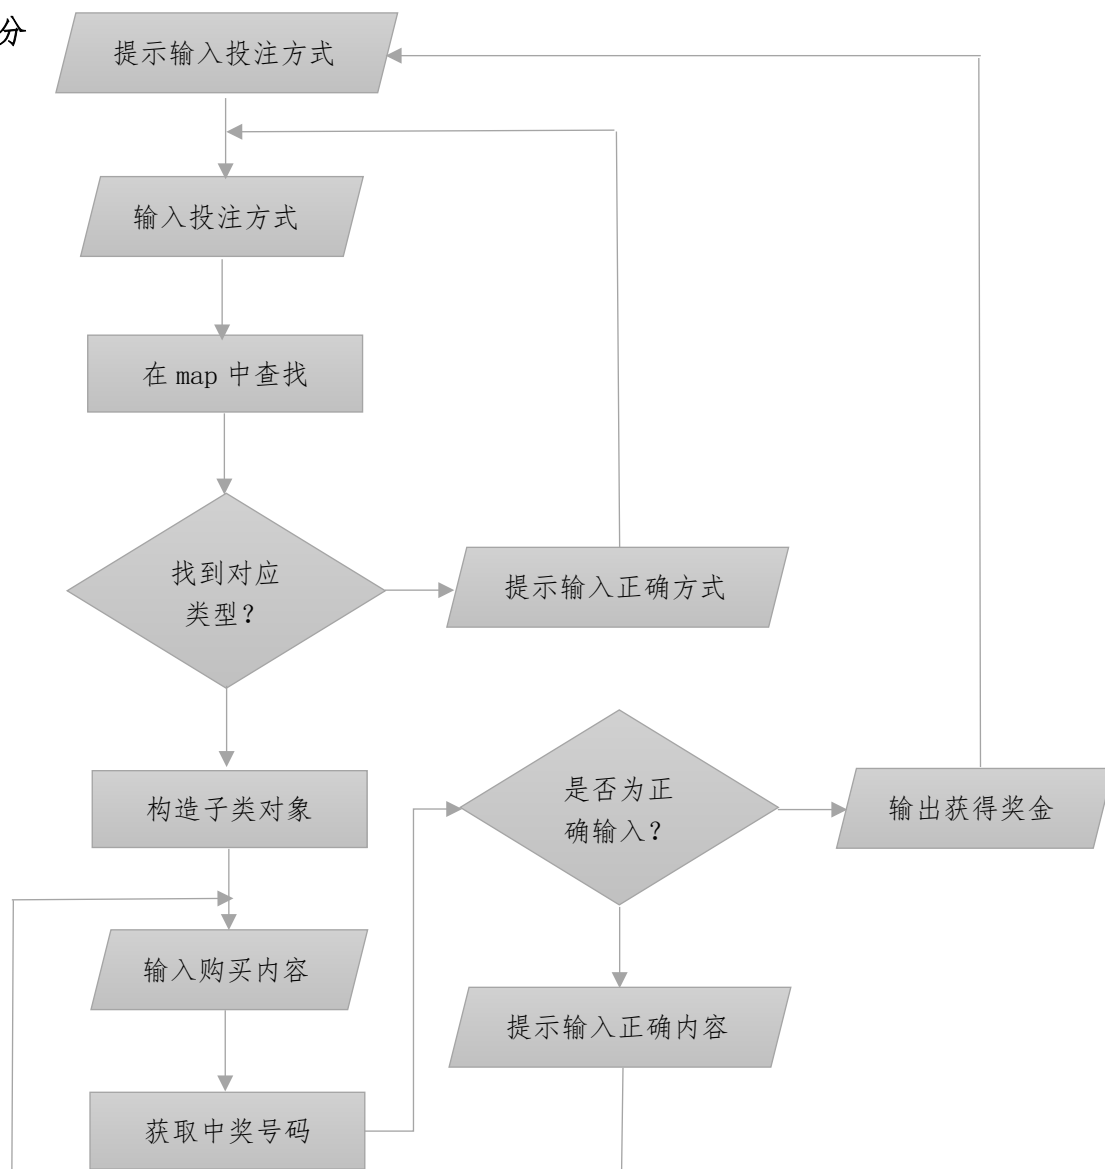 分
提示输入投注方式
输入投注方式
在 map 中查找
找到对应
类型？
提示输入正确方式
构造子类对象
是否为正
确输入？
输出获得奖金
输入购买内容
提示输入正确内容
获取中奖号码